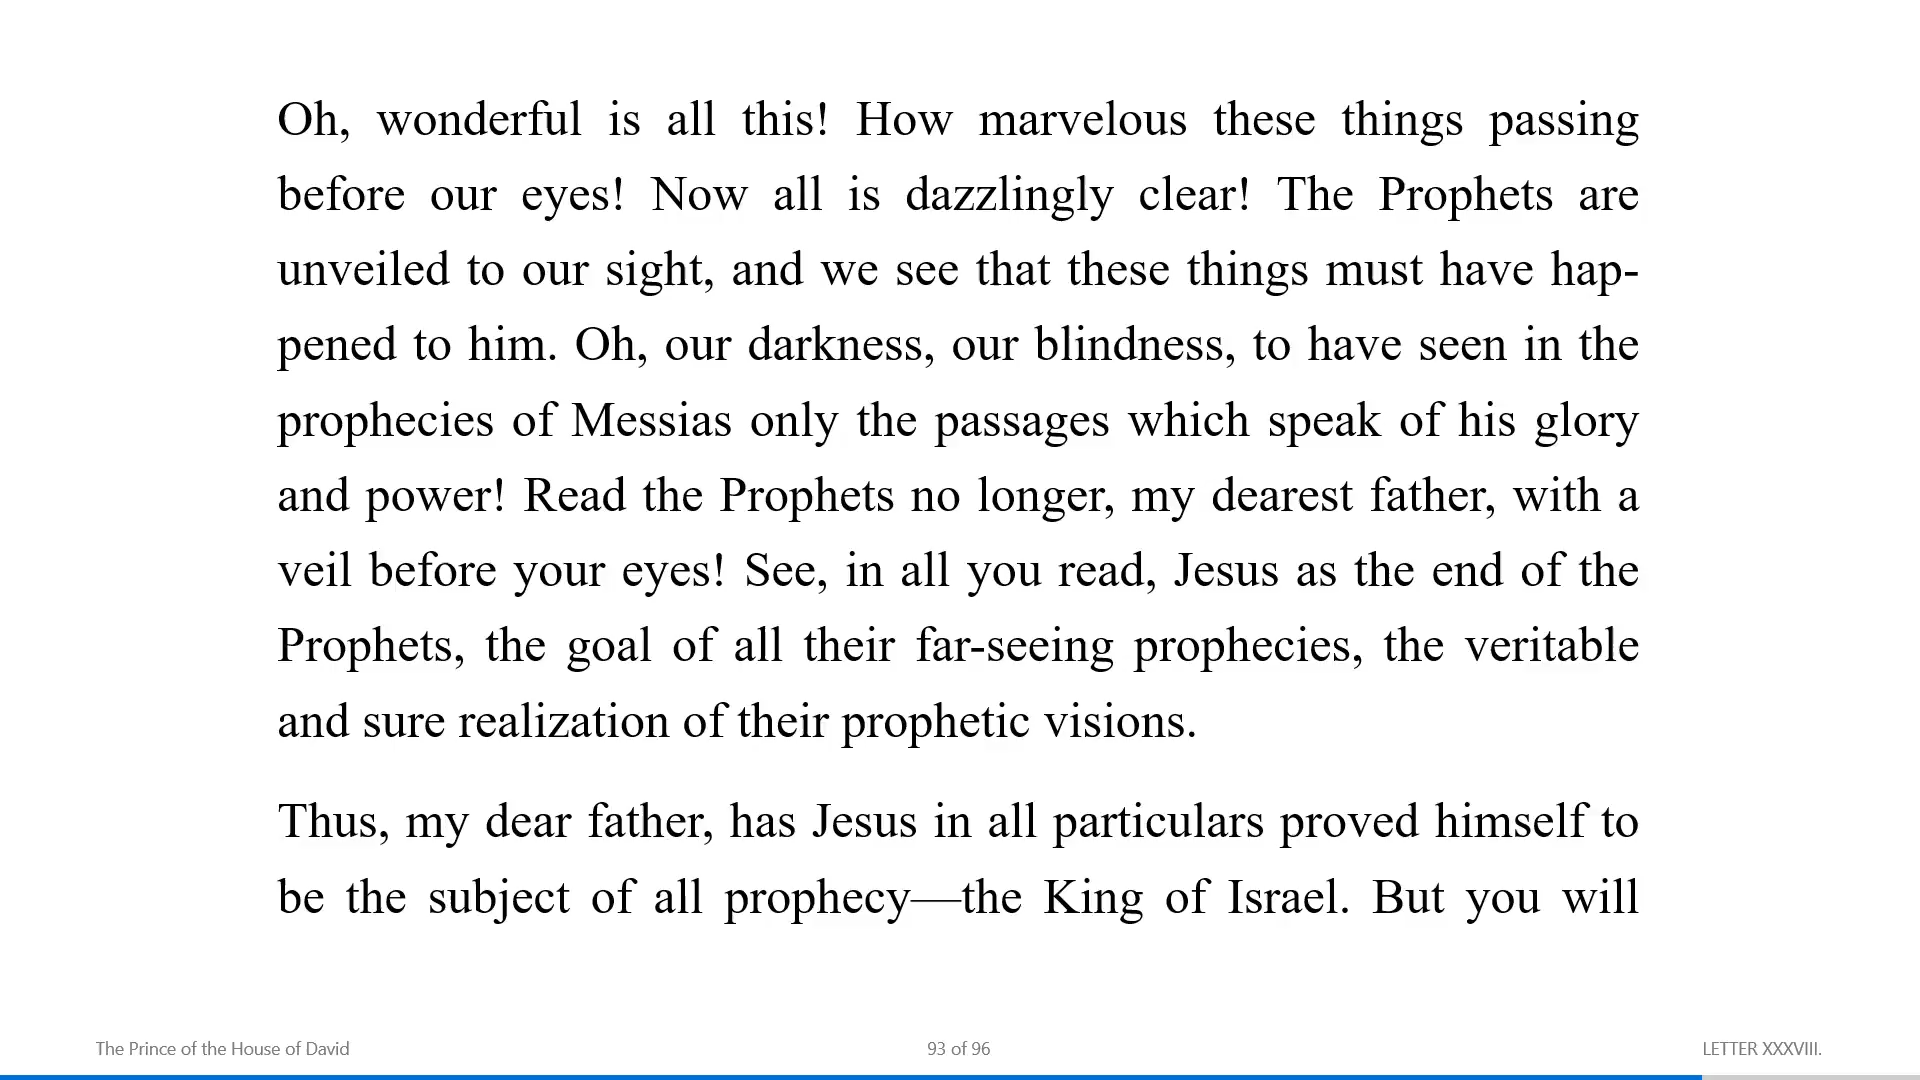 Oh, wonderful is all this! How marvelous these things passing
before our eyes! Now all is dazzlingly clear! The Prophets are
unveiled to our sight, and we see that these things must have hap-
pened to him. Oh, our darkness, our blindness, to have seen in the
prophecies of Messias only the passages which speak of his glory
and power! Read the Prophets no longer, my dearest father, with a
veil before your eyes! See, in all you read, Jesus as the end of the
Prophets, the goal of all their far-seeing prophecies, the veritable
and sure realization of their prophetic visions.
Thus, my dear father, has Jesus in all particulars proved himself to
be the subject of all prophecy—the King of Israel. But you will
The Prince of the House of David
93 of 96
LETTER XXXVIII.